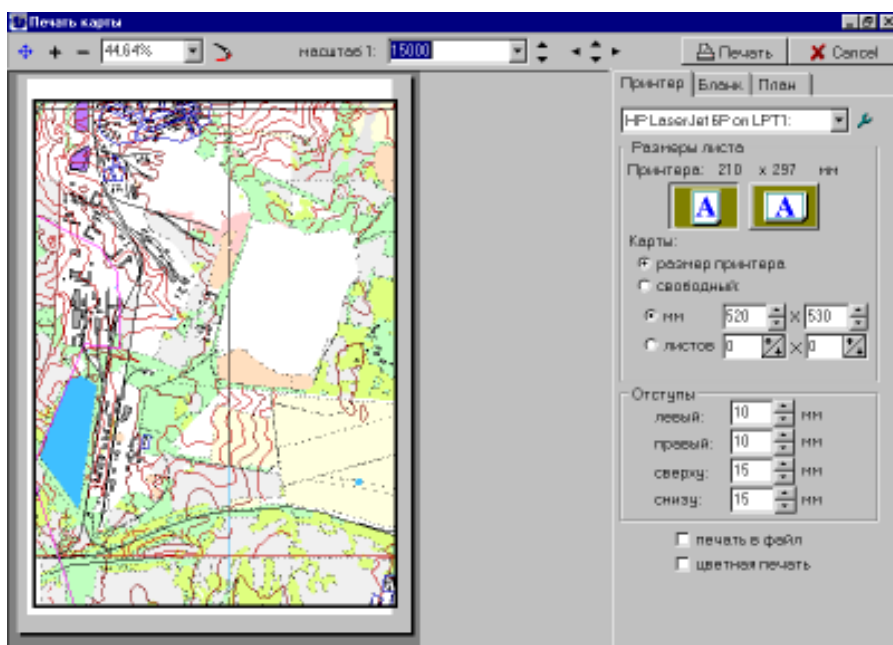 Печать карты
44.64%
масштаб 1:
15000
Печать
Cancel
Принтер
Бланк
План
HP LaserJet 6P on LPT1:
Размеры листа
Принтера: 210 x 297 мм
A
A
Карты:
размер принтера
свободный:
мм 520 x 530
листов 0 x 0
Отступы
левый: 10 мм
правый: 10 мм
сверху: 15 мм
снизу: 15 мм
печать в файл
цветная печать